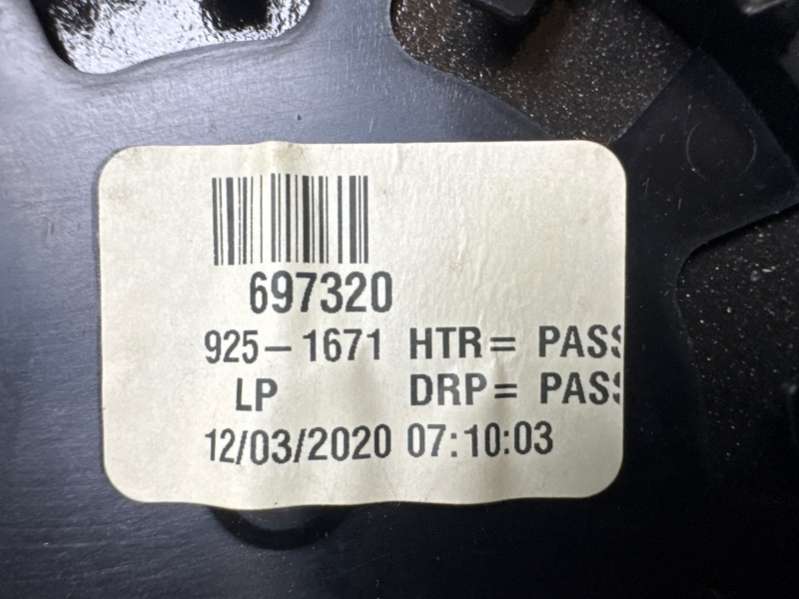 697320
925-1671 HTR= PASS
LP DRP= PASS
12/03/2020 07:10:03